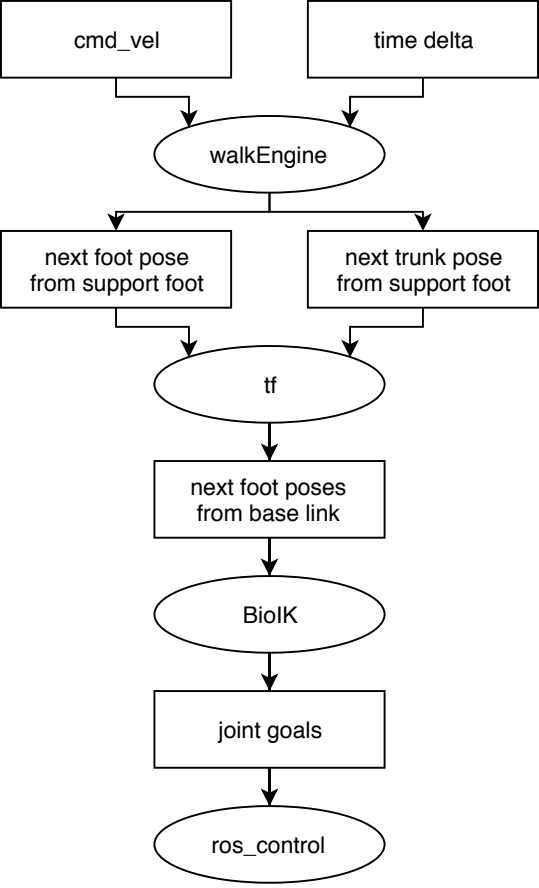 cmd_vel
time delta
walkEngine
next foot pose
from support foot
next trunk pose
from support foot
tf
next foot poses
from base link
BioIK
joint goals
ros_control